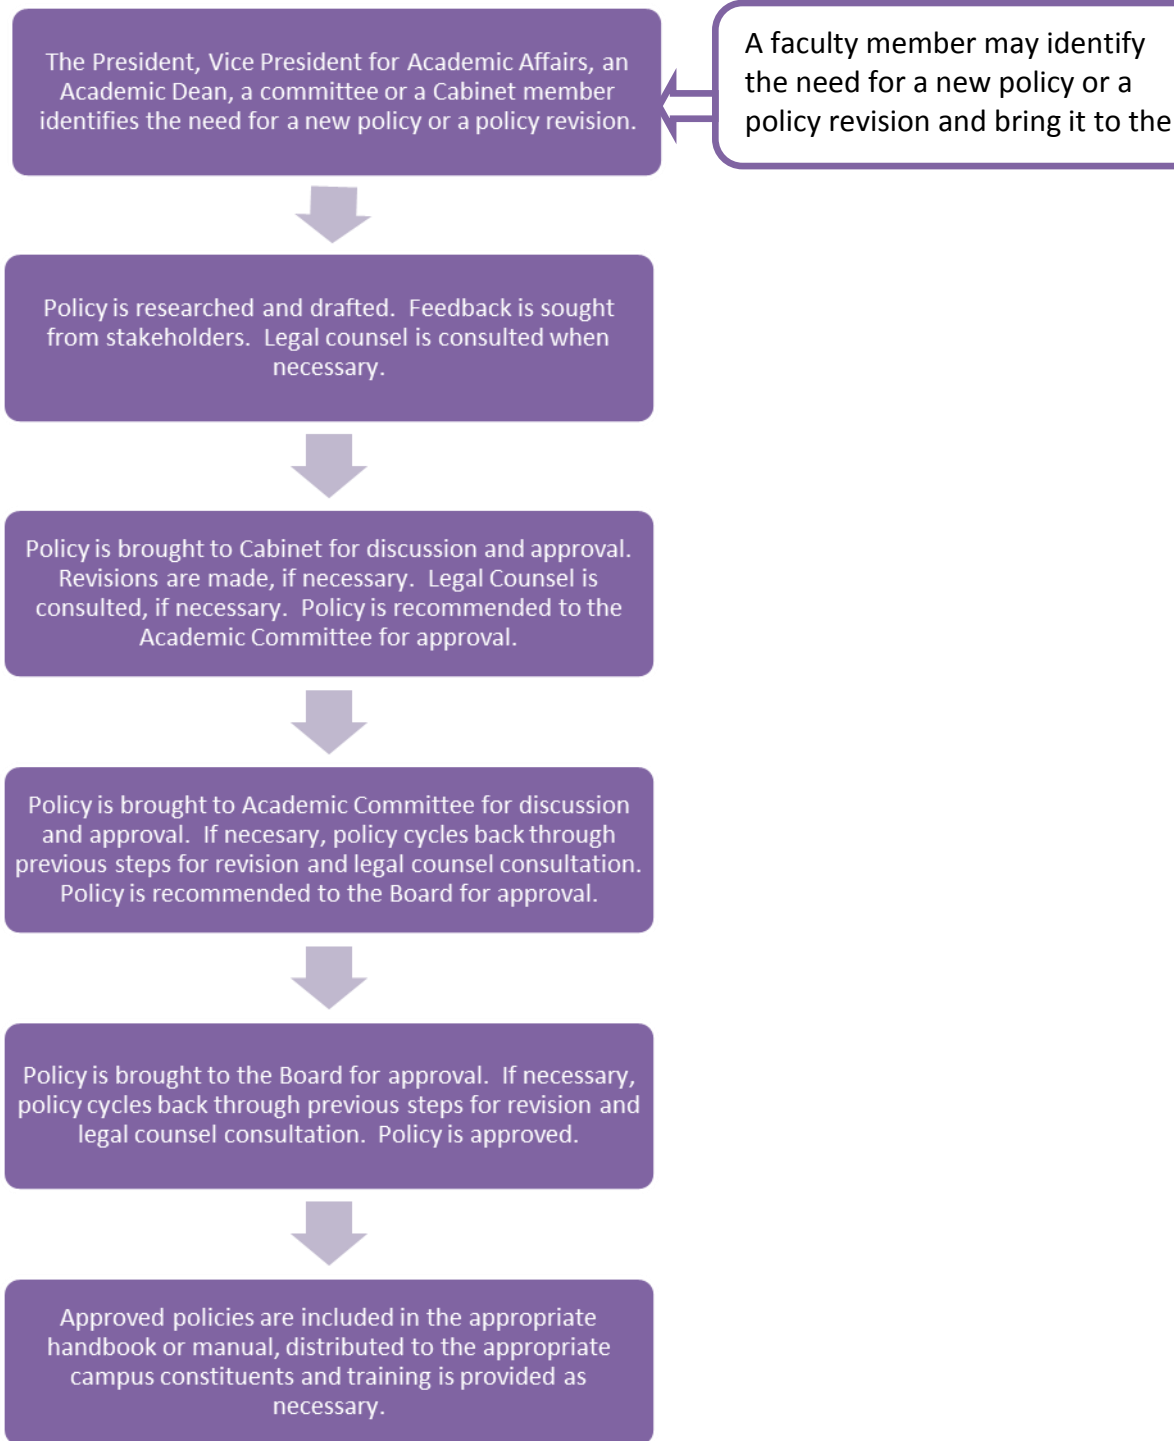 The President, Vice President for Academic Affairs, an
Academic Dean, a committee or a Cabinet member
identifies the need for a new policy or a policy revision.
A faculty member may identify
the need for a new policy or a
policy revision and bring it to the
Policy is researched and drafted.  Feedback is sought
from stakeholders.  Legal counsel is consulted when
necessary.
Policy is brought to Cabinet for discussion and approval.
Revisions are made, if necessary.  Legal Counsel is
consulted, if necessary.  Policy is recommended to the
Academic Committee for approval.
Policy is brought to Academic Committee for discussion
and approval.  If necesary, policy cycles back through
previous steps for revision and legal counsel consultation.
Policy is recommended to the Board for approval.
Policy is brought to the Board for approval.  If necessary,
policy cycles back through previous steps for revision and
legal counsel consultation.  Policy is approved.
Approved policies are included in the appropriate
handbook or manual, distributed to the appropriate
campus constituents and training is provided as
necessary.